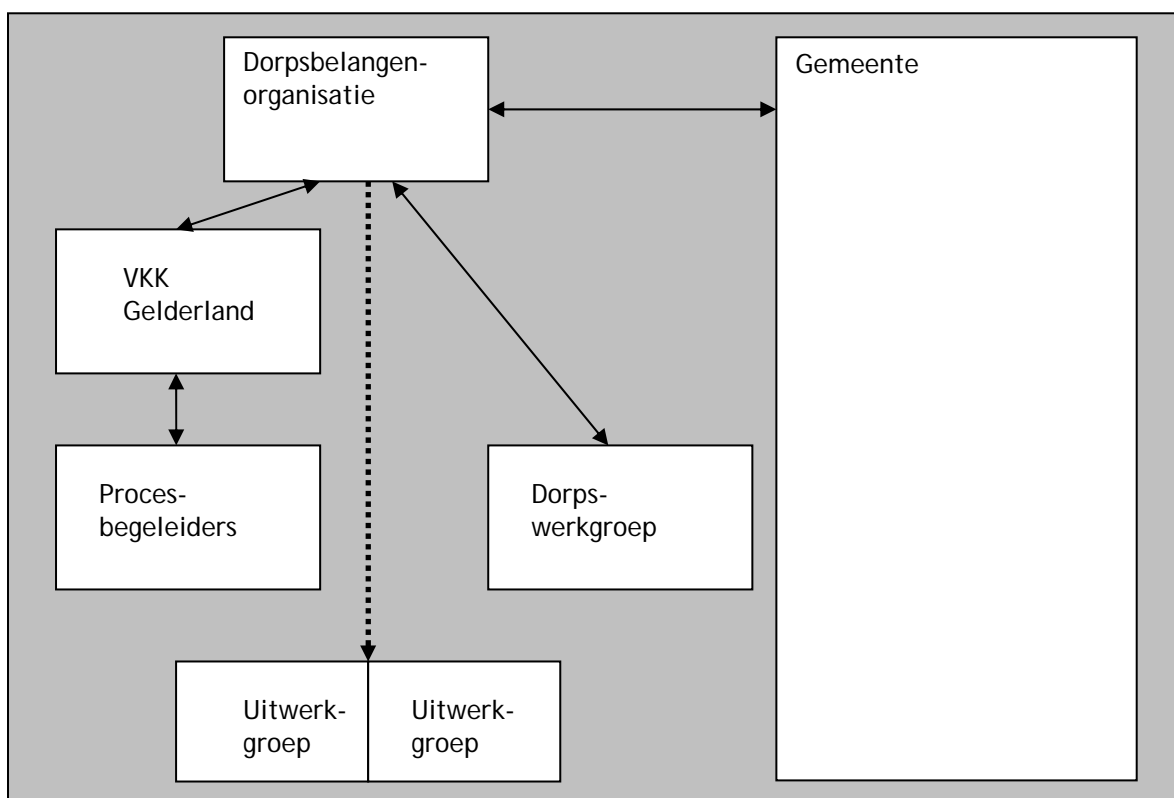 Dorpsbelangen-
organisatie
Gemeente
VKK
Gelderland
Proces-
begeleiders
Dorps-
werkgroep
Uitwerk-
groep
Uitwerk-
groep